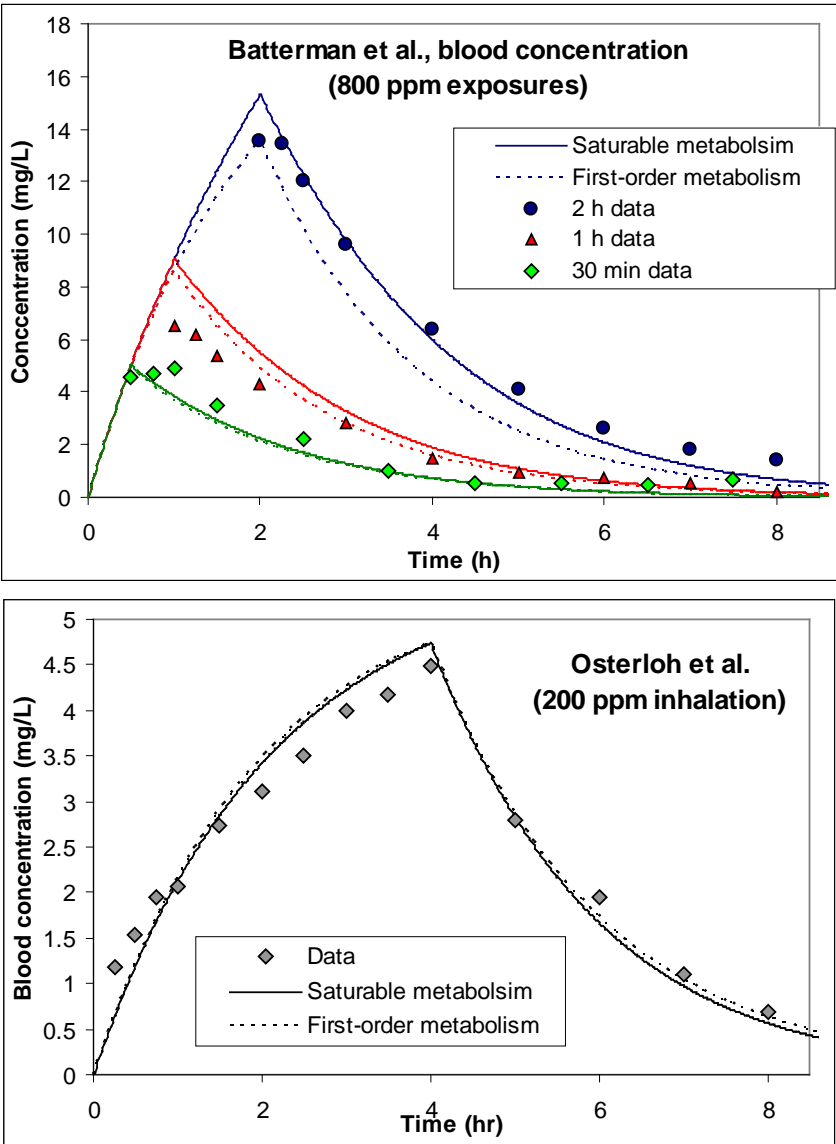 Batterman et al., blood concentration
(800 ppm exposures)
18
16
14
12
10
8
6
4
2
0
Conccentration (mg/L)
Saturable metabolsim
First-order metabolism
2 h data
1 h data
30 min data
0
2
4
6
8
Time (h)
Osterloh et al.
(200 ppm inhalation)
5
4.5
4
3.5
3
2.5
2
1.5
1
0.5
0
Blood concentration (mg/L)
Data
Saturable metabolsim
First-order metabolism
0
2
4
6
8
Time (hr)